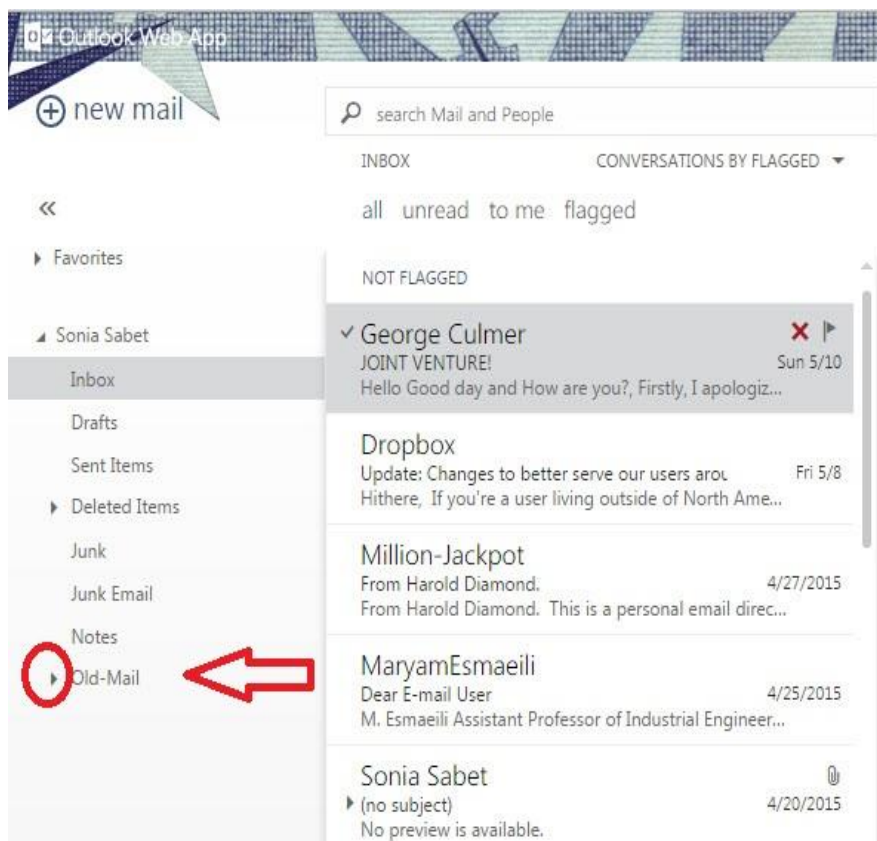 Outlook Web App
new mail
search Mail and People
INBOX CONVERSATIONS BY FLAGGED
all unread to me flagged
Favorites
Sonia Sabet
Inbox
Drafts
Sent Items
Deleted Items
Junk
Junk Email
Notes
Old-Mail
NOT FLAGGED
George Culmer
JOINT VENTURE! Sun 5/10
Hello Good day and How are you?, Firstly, I apologiz...
Dropbox
Update: Changes to better serve our users arou Fri 5/8
Hithere, If you're a user living outside of North Ame...
Million-Jackpot
From Harold Diamond. 4/27/2015
From Harold Diamond. This is a personal email direc...
MaryamEsmaeili
Dear E-mail User 4/25/2015
M. Esmaeili Assistant Professor of Industrial Engineer...
Sonia Sabet
(no subject) 4/20/2015
No preview is available.